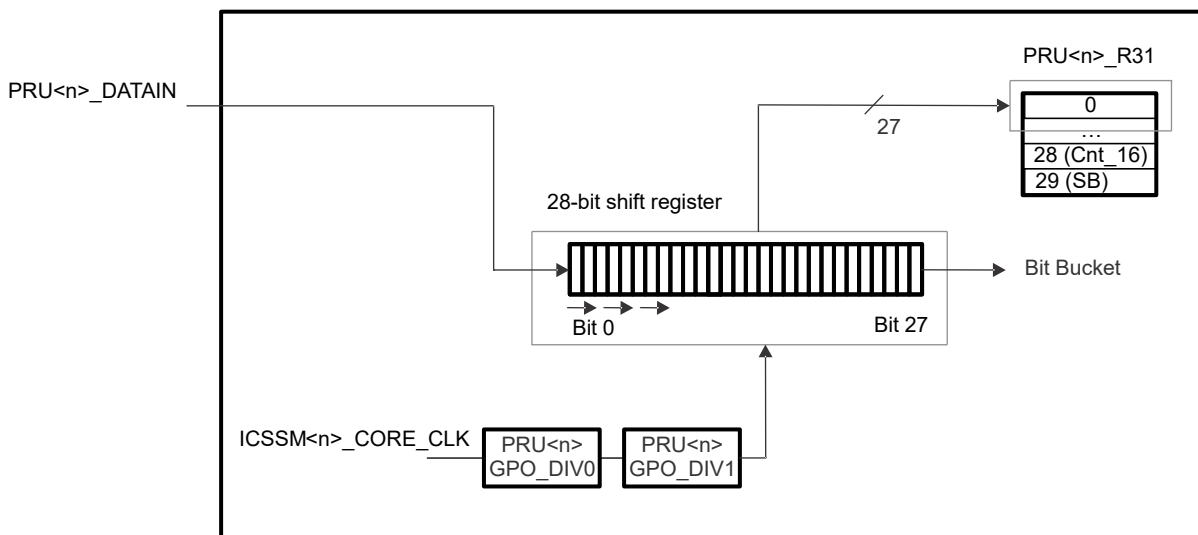 PRU<n>_R31
PRU<n>_DATAIN
0
27
...
28 (Cnt_16)
29 (SB)
28-bit shift register
Bit Bucket
Bit 0
Bit 27
ICSSM<n>_CORE_CLK
PRU<n>
GPO_DIV0
PRU<n>
GPO_DIV1